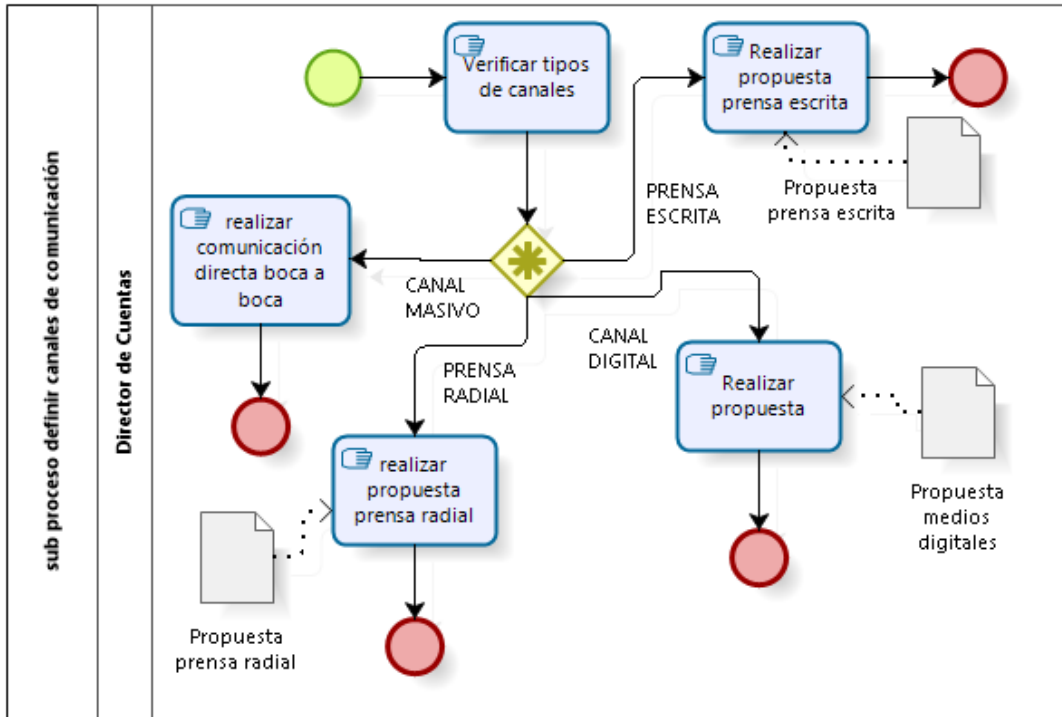 sub proceso definir canales de comunicación
Director de Cuentas
Verificar tipos
de canales
Realizar
propuesta
prensa escrita
PRENSA
ESCRITA
Propuesta
prensa escrita
realizar
comunicación
directa boca a
boca
CANAL
MASIVO
CANAL
DIGITAL
PRENSA
RADIAL
Realizar
propuesta
Propuesta
medios
digitales
realizar
propuesta
prensa radial
Propuesta
prensa radial